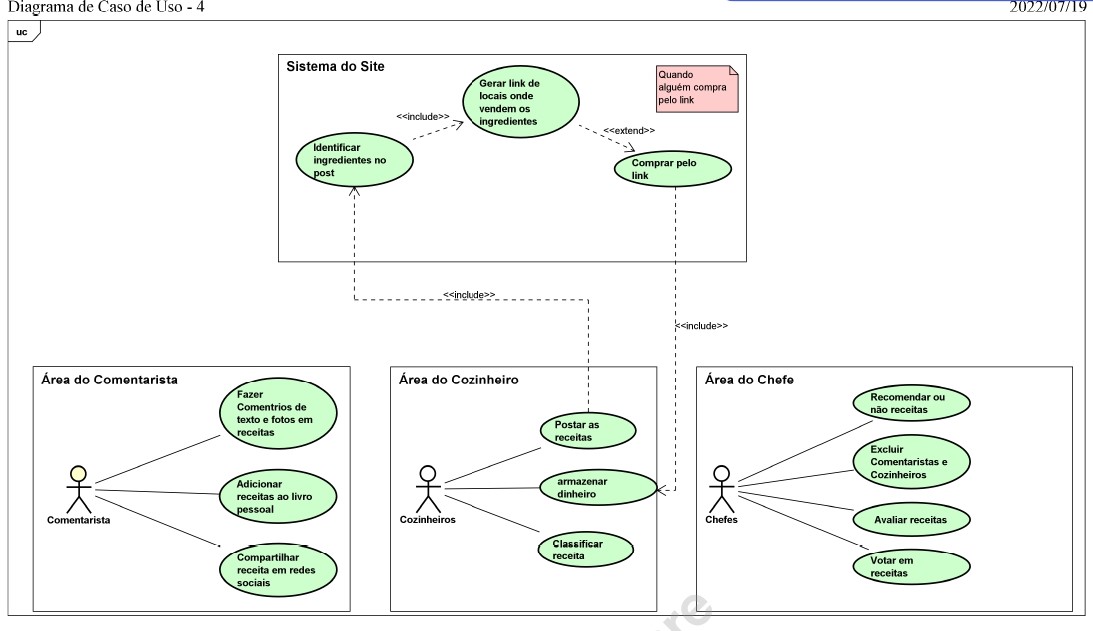 Diagrama de Caso de Uso - 4
2022/07/19
uc
Sistema do Site
Gerar link de
locais onde
vendem os
ingredientes
Quando
alguém compra
pelo link
<<include>>
<<extend>>
Identificar
ingredientes no
post
Comprar pelo
link
<<include>>
<<include>>
Área do Comentarista
Fazer
Comentrios de
texto e fotos em
receitas
Adicionar
receitas ao livro
pessoal
Comentarista
Compartilhar
receita em redes
sociais
Área do Cozinheiro
Postar as
receitas
armazenar
dinheiro
Cozinheiros
Classificar
receita
Área do Chefe
Recomendar ou
não receitas
Excluir
Comentaristas e
Cozinheiros
Chefes
Avaliar receitas
Votar em
receitas